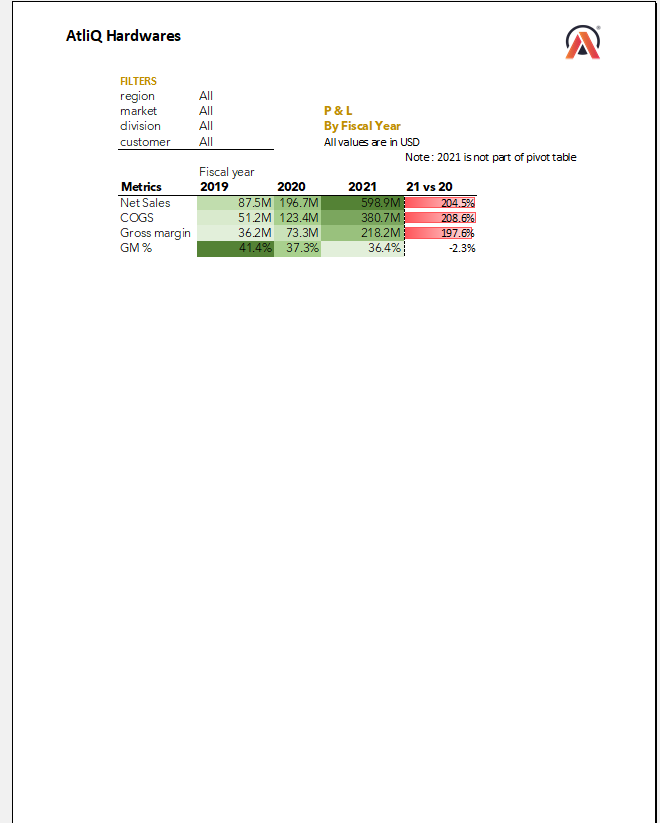 AtliQ Hardwares
FILTERS
region All
market All P & L
division All By Fiscal Year
customer All All values are in USD
Note : 2021 is not part of pivot table
Fiscal year
Metrics 2019 2020 2021 21 vs 20
Net Sales 87.5M 196.7M 598.9M 204.5%
COGS 51.2M 123.4M 380.7M 208.6%
Gross margin 36.2M 73.3M 218.2M 197.6%
GM % 41.4% 37.3% 36.4% -2.3%